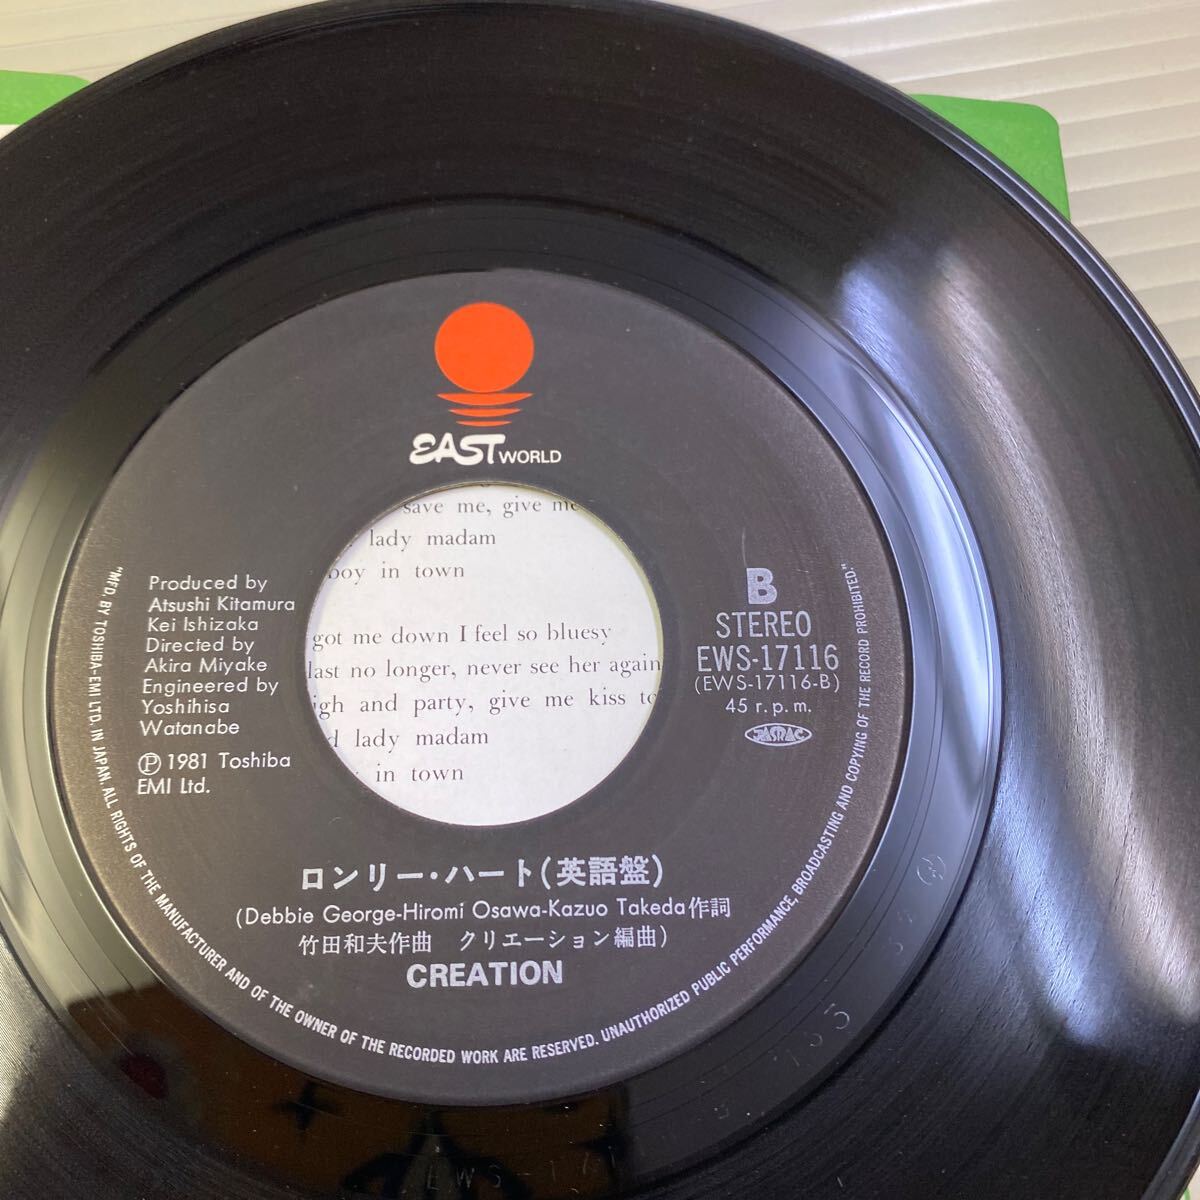 EAST WORLD
save me, give me
lady madam
boy in town
got me down I feel so bluesy
last no longer, never see her again
igh and party, give me kiss to
d lady madam
in town
Produced by
Atsushi Kitamura
Kei Ishizaka
Directed by
Akira Miyake
Engineered by
Yoshihisa
Watanabe
Ⓟ 1981 Toshiba
EMI Ltd.
B
STEREO
EWS-17116
(EWS-17116-B)
45 r.p.m.
JASRAC
ロンリー・ハート(英語盤)
(Debbie George-Hiromi Osawa-Kazuo Takeda作詞
竹田和夫作曲 クリエーション編曲)
CREATION
"MFD. BY TOSHIBA-EMI LTD. IN JAPAN. ALL RIGHTS OF THE MANUFACTURER AND OF THE OWNER OF THE RECORDED WORK ARE RESERVED. UNAUTHORIZED PUBLIC PERFORMANCE, BROADCASTING AND COPYING OF THE RECORD PROHIBITED."
EWS-171